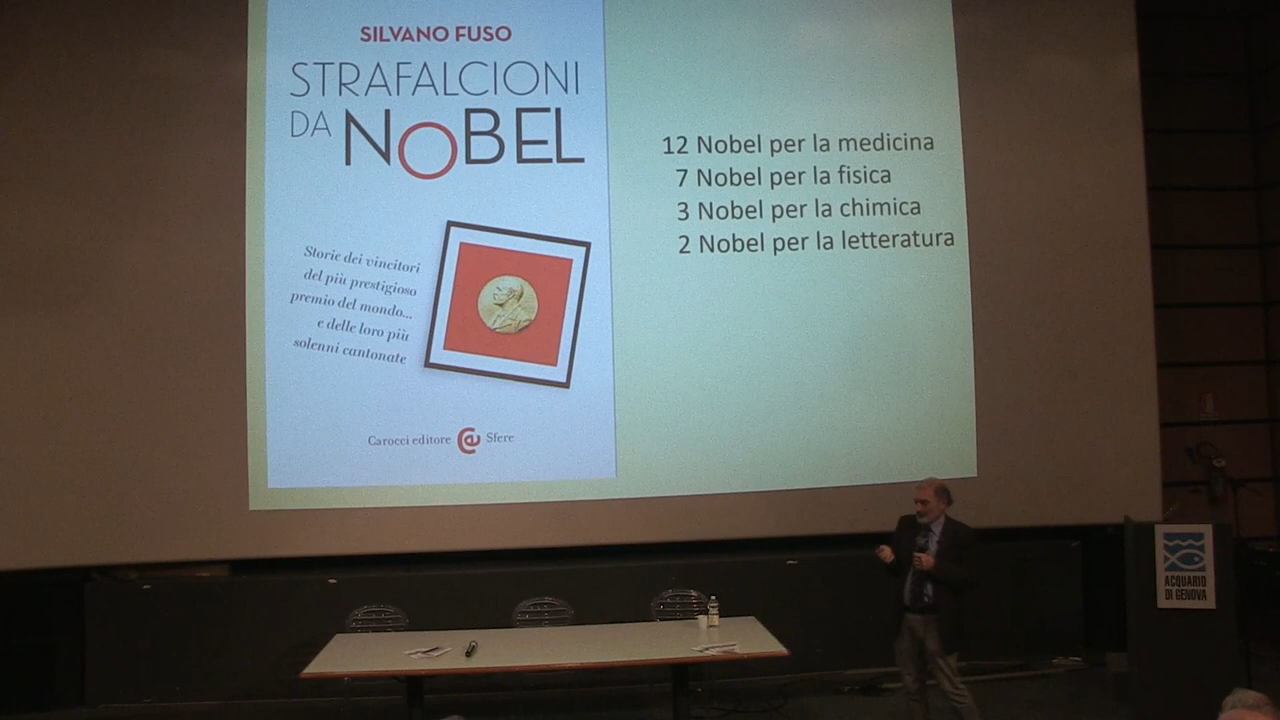 SILVANO FUSO
STRAFALCIONI
DA NOBEL
Storie dei vincitori
del più prestigioso
premio del mondo...
e delle loro più
solenni cantonate
Carocci editore @ Sfere
12 Nobel per la medicina
7 Nobel per la fisica
3 Nobel per la chimica
2 Nobel per la letteratura
ACQUARIO
DI GENOVA